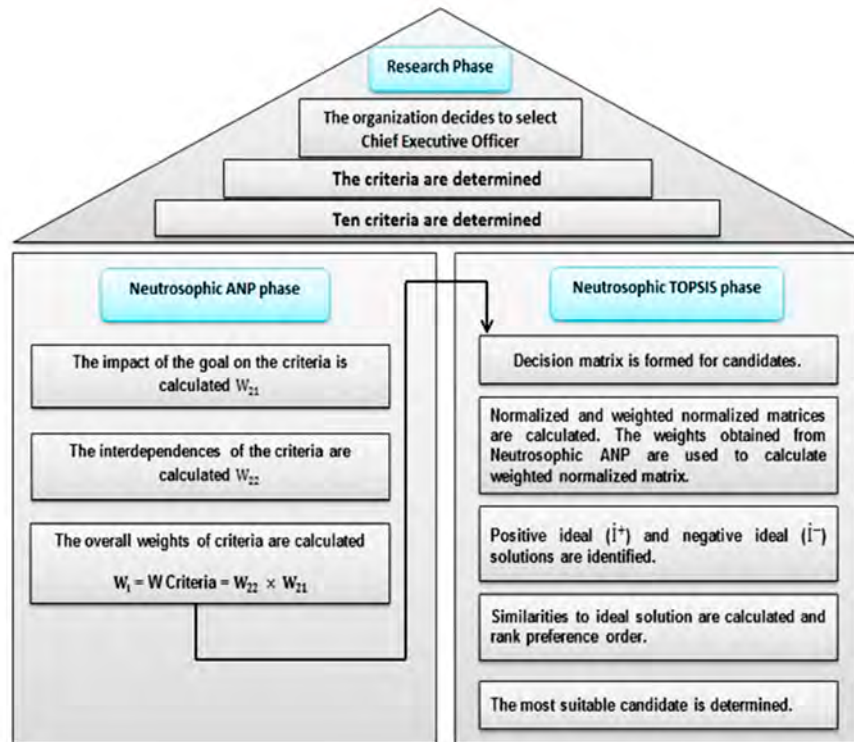 Research Phase
The organization decides to select
Chief Executive Officer
The criteria are determined
Ten criteria are determined
Neutrosophic ANP phase
The impact of the goal on the criteria is
calculated W₂₁
The interdependences of the criteria are
calculated W₂₂
The overall weights of criteria are calculated
Wᵢ = W Criteria = W₂₂ × W₂₁
Neutrosophic TOPSIS phase
Decision matrix is formed for candidates.
Normalized and weighted normalized matrices
are calculated. The weights obtained from
Neutrosophic ANP are used to calculate
weighted normalized matrix.
Positive ideal (İ⁺) and negative ideal (İ⁻)
solutions are identified.
Similarities to ideal solution are calculated and
rank preference order.
The most suitable candidate is determined.